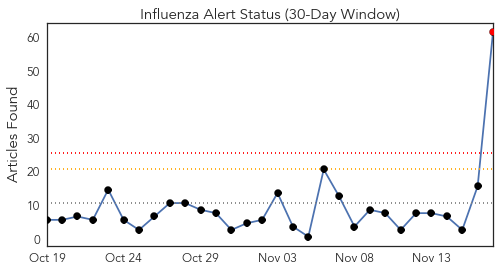 Influenza Alert Status (30-Day Window)
Articles Found
60
50
40
30
20
10
0
Oct 19 Oct 24 Oct 29 Nov 03 Nov 08 Nov 13